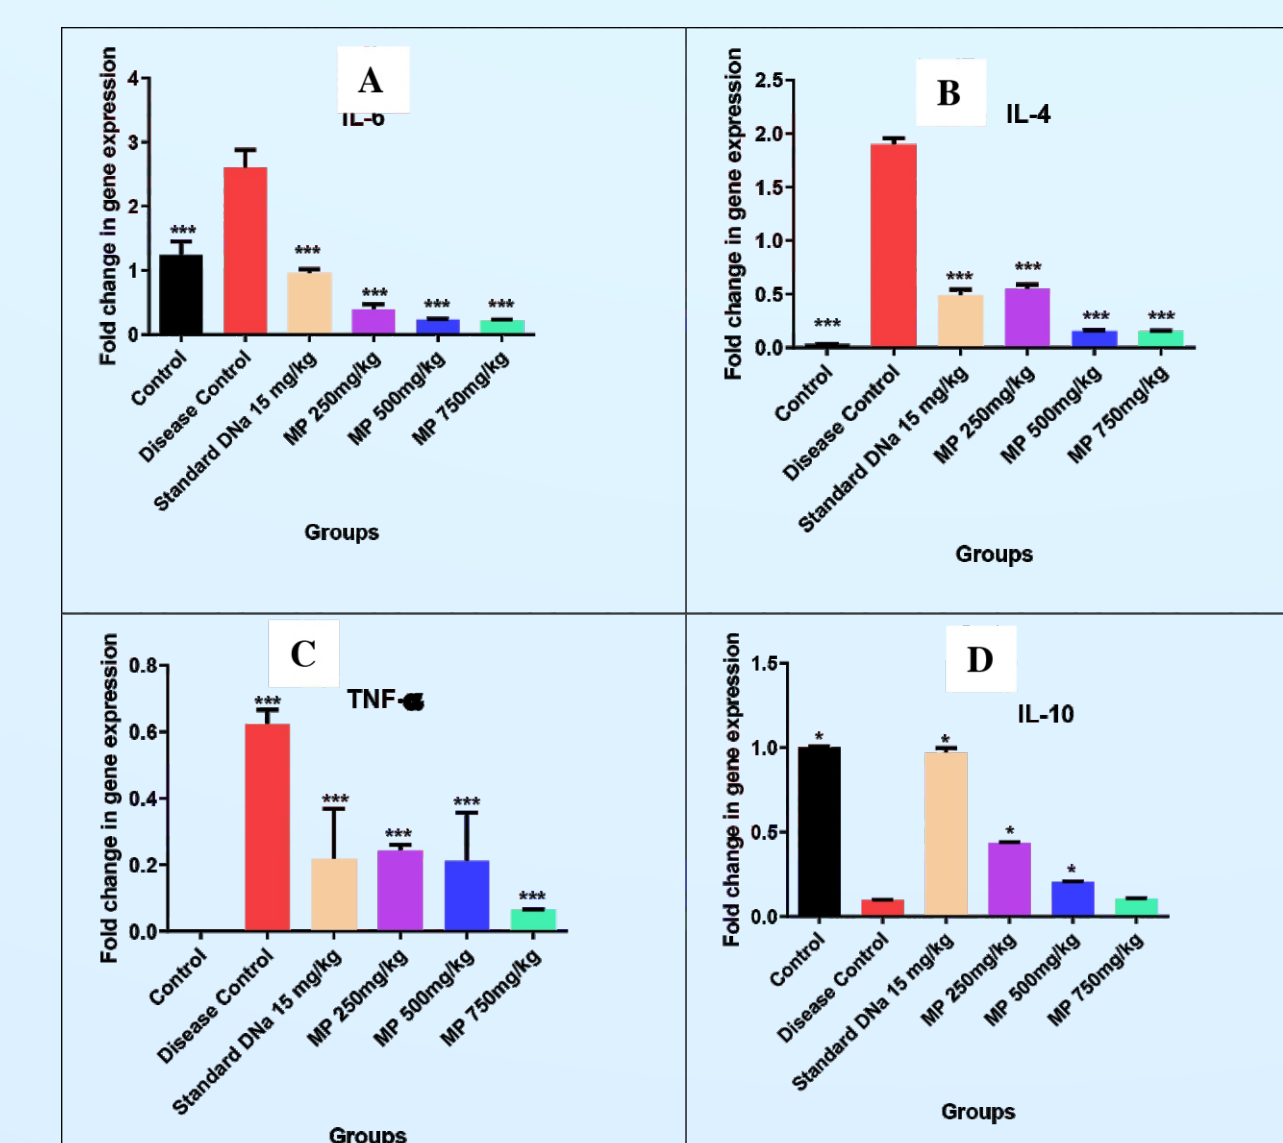 A
IL-6
Fold change in gene expression
4
3
2
1
0
***
***
***
***
***
Control
Disease Control
Standard DNa 15 mg/kg
MP 250mg/kg
MP 500mg/kg
MP 750mg/kg
Groups
B
IL-4
Fold change in gene expression
2.5
2.0
1.5
1.0
0.5
0.0
***
***
***
***
***
Control
Disease Control
Standard DNa 15 mg/kg
MP 250mg/kg
MP 500mg/kg
MP 750mg/kg
Groups
C
TNF-α
Fold change in gene expression
0.8
0.6
0.4
0.2
0.0
***
***
***
***
***
Control
Disease Control
Standard DNa 15 mg/kg
MP 250mg/kg
MP 500mg/kg
MP 750mg/kg
Groups
D
IL-10
Fold change in gene expression
1.5
1.0
0.5
0.0
*
*
*
*
Control
Disease Control
Standard DNa 15 mg/kg
MP 250mg/kg
MP 500mg/kg
MP 750mg/kg
Groups